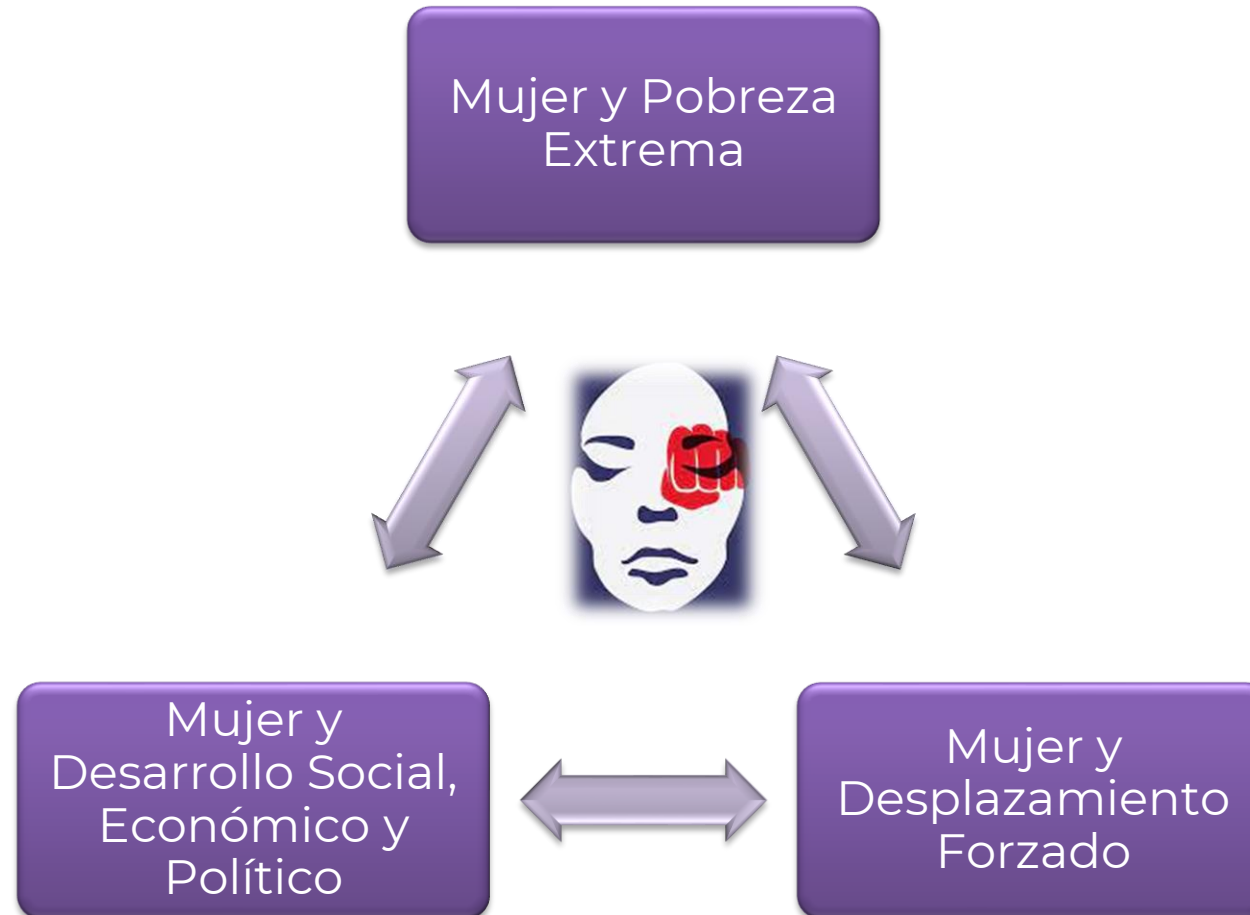 Mujer y Pobreza
Extrema
Mujer y
Desarrollo Social,
Económico y
Político
Mujer y
Desplazamiento
Forzado